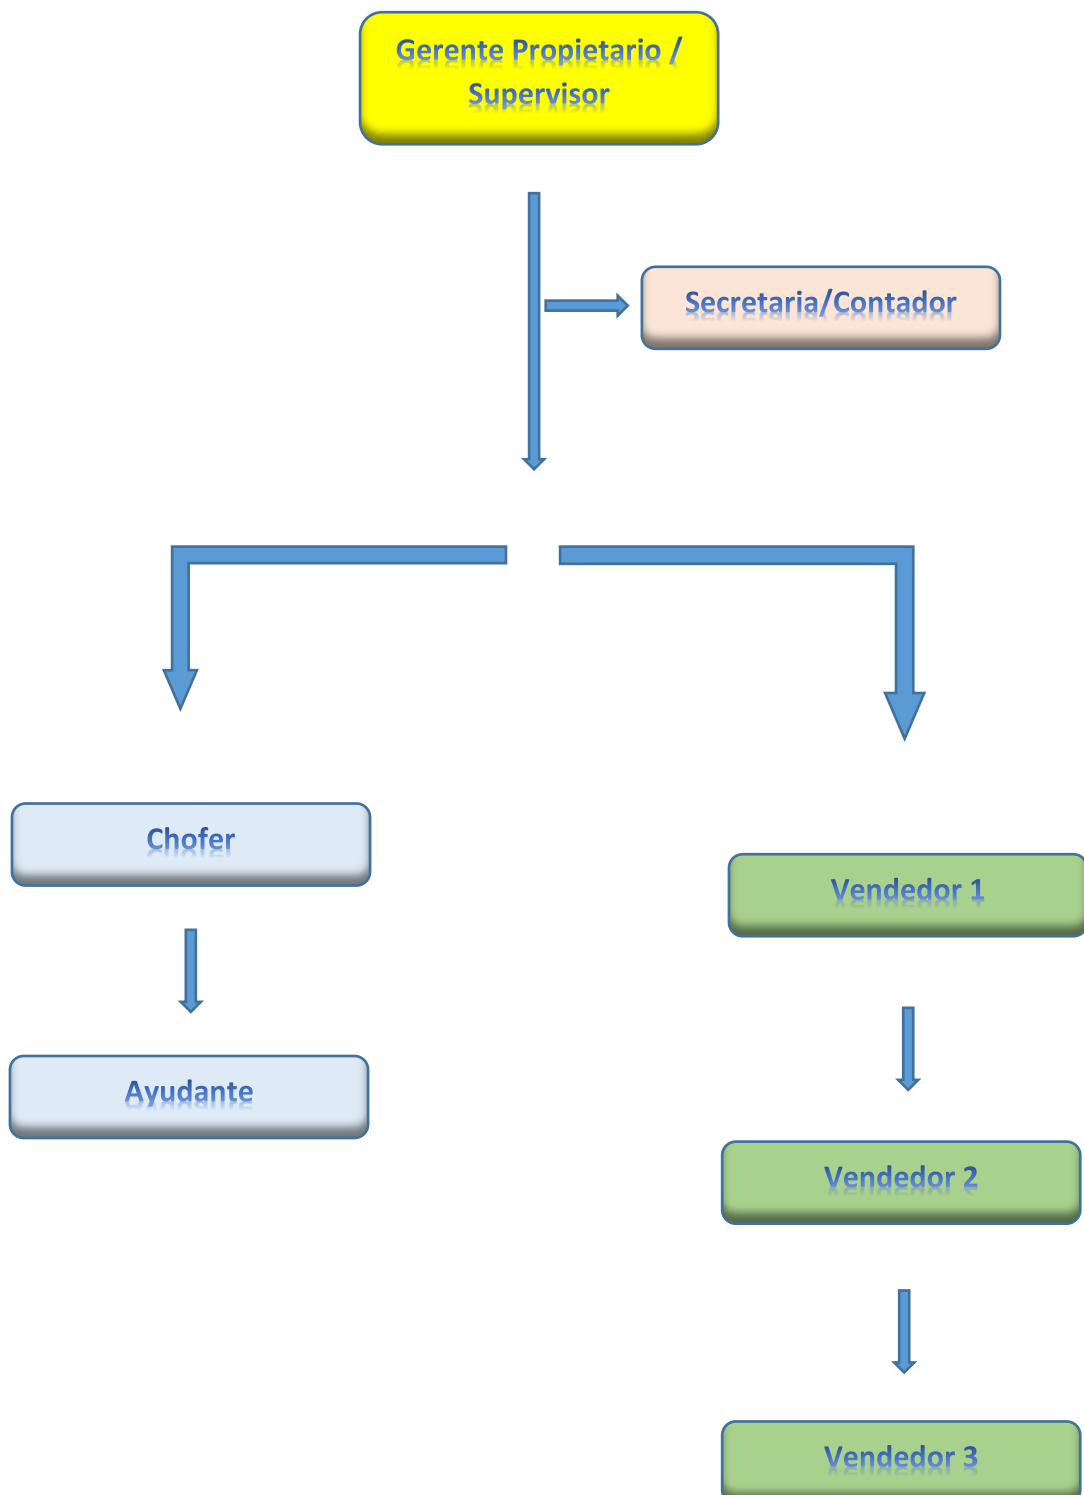 Gerente Propietario /
Supervisor
Secretaria/Contador
Chofer
Vendedor 1
Ayudante
Vendedor 2
Vendedor 3